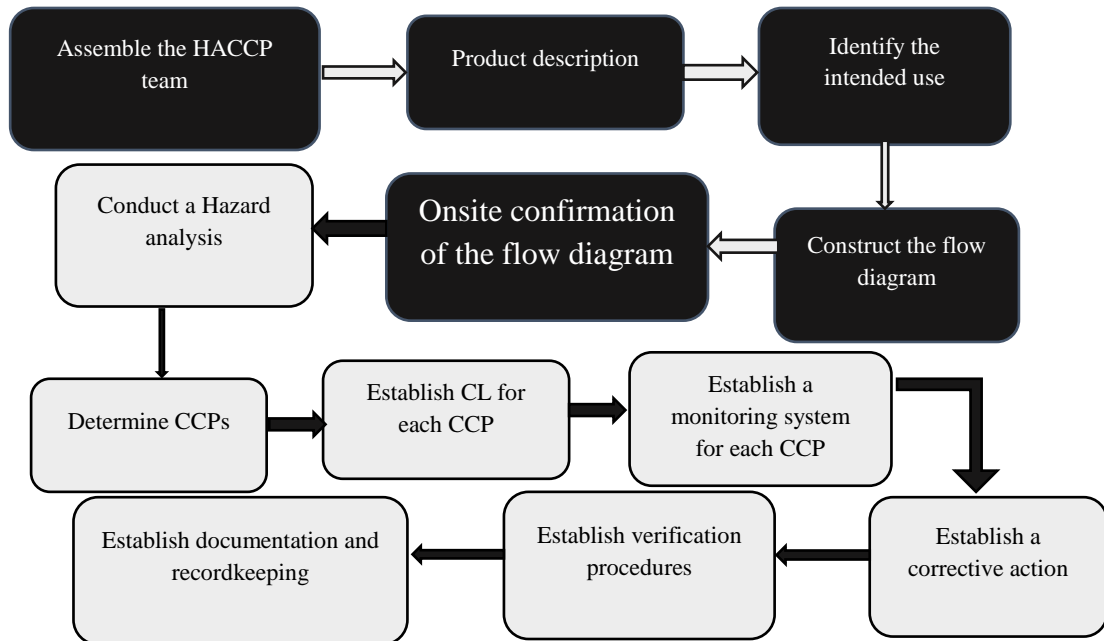 Assemble the HACCP
team
Product description
Identify the
intended use
Construct the flow
diagram
Onsite confirmation
of the flow diagram
Conduct a Hazard
analysis
Determine CCPs
Establish CL for
each CCP
Establish a
monitoring system
for each CCP
Establish a
corrective action
Establish verification
procedures
Establish documentation and
recordkeeping